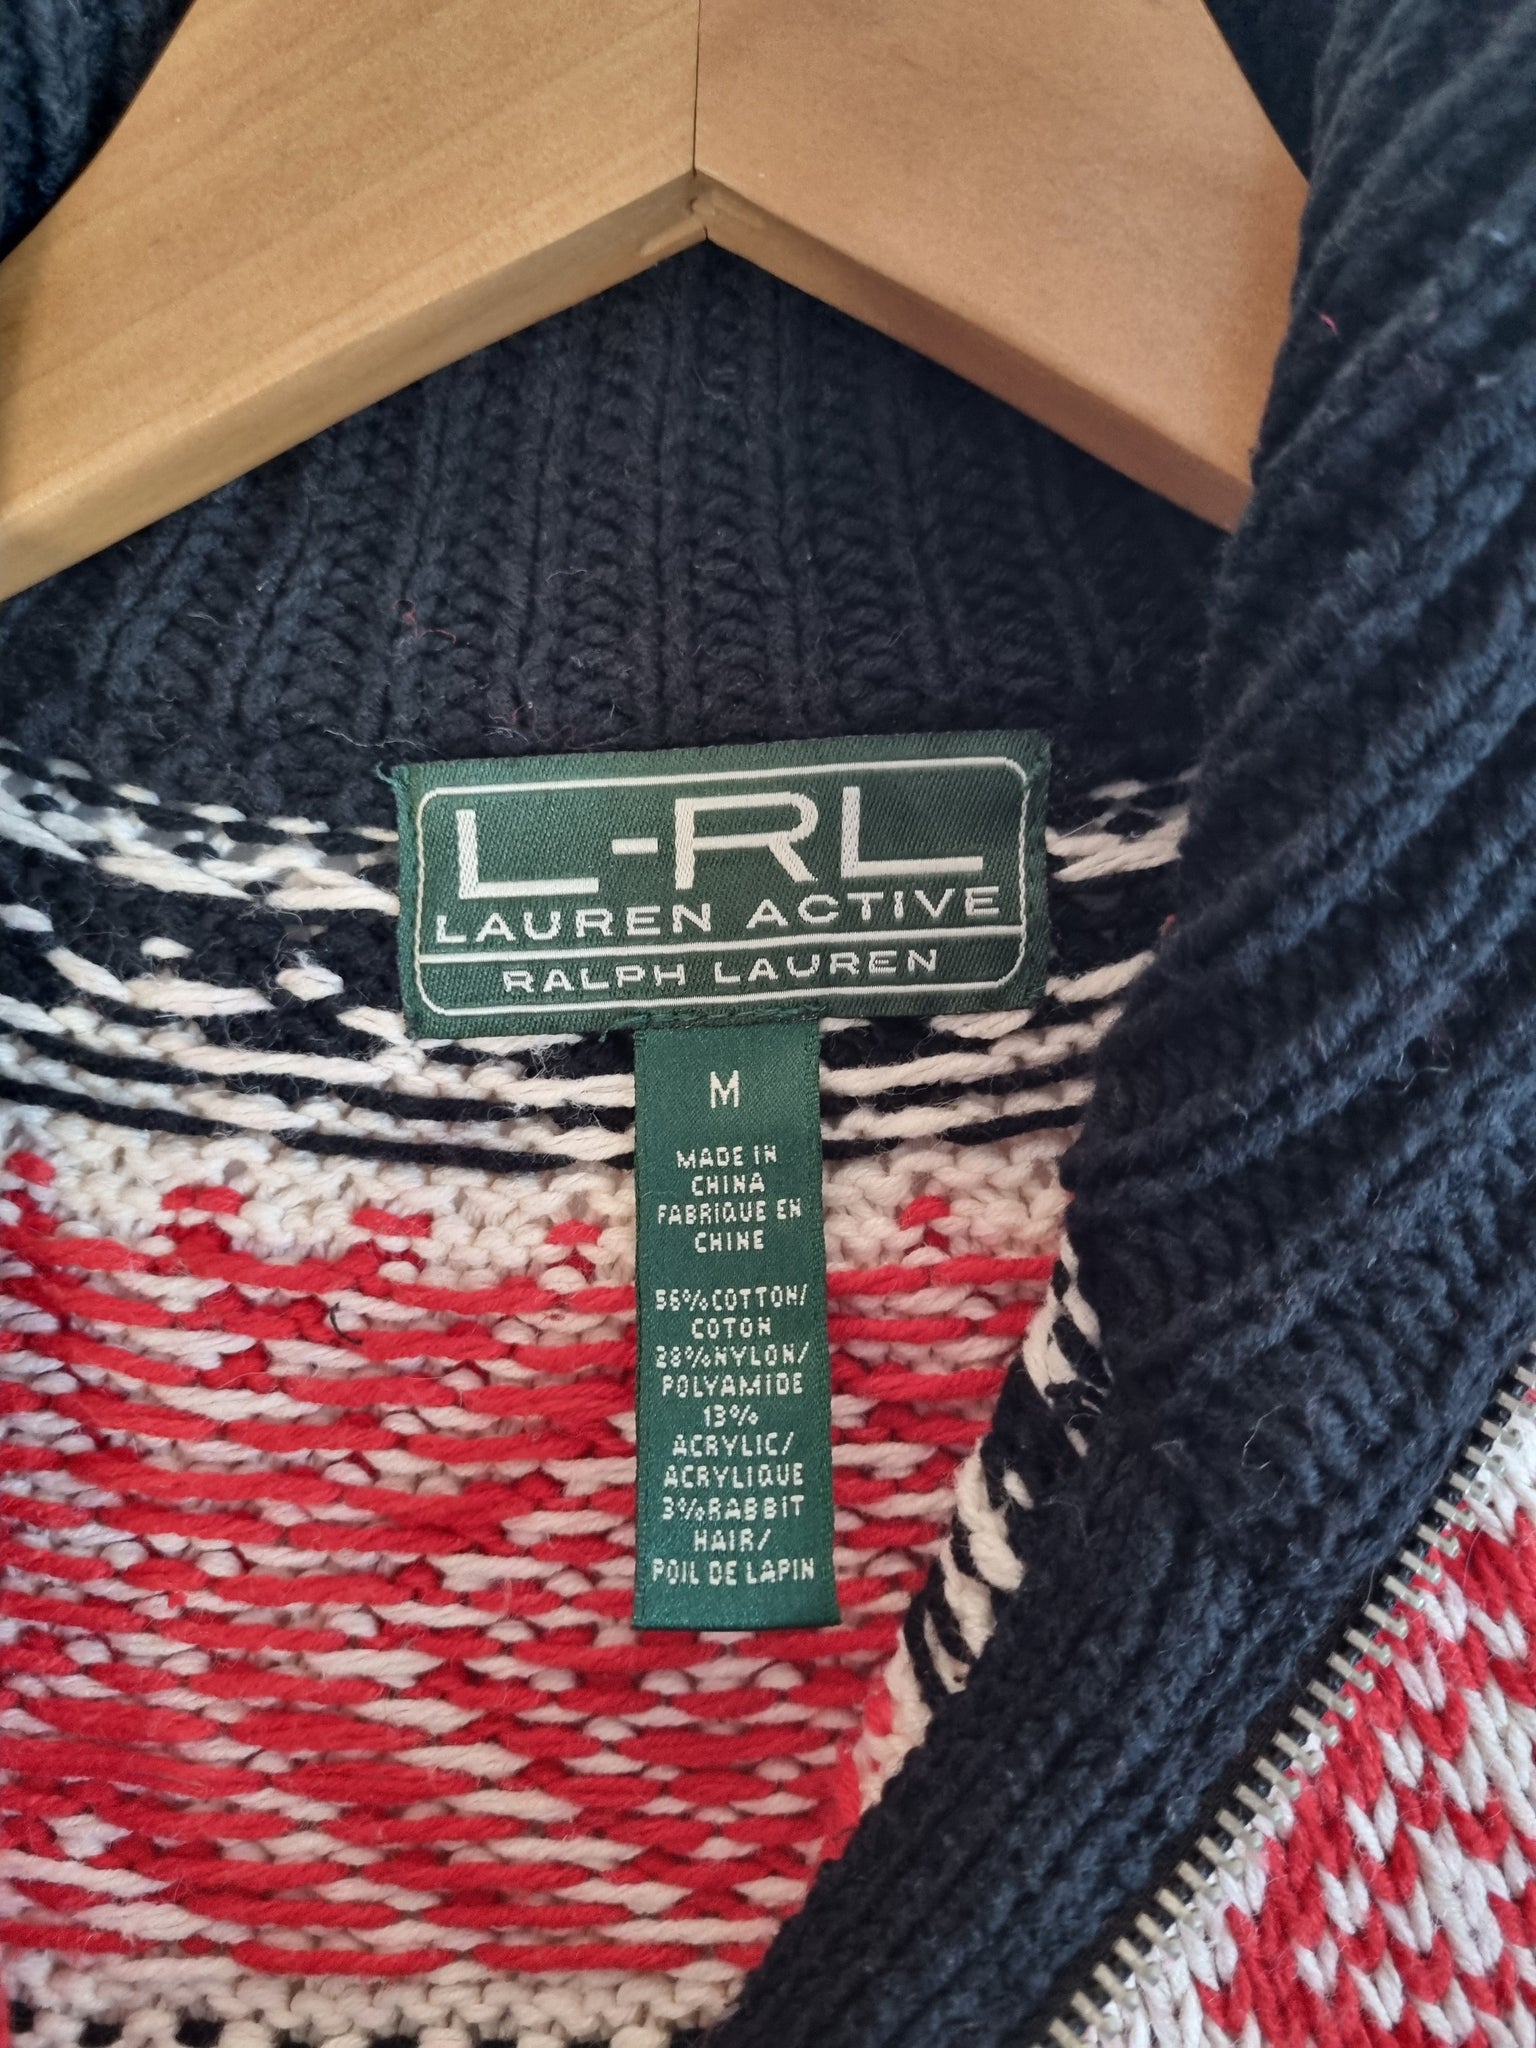 L-RL
LAUREN ACTIVE
RALPH LAUREN
M
MADE IN
CHINA
FABRIQUE EN
CHINE
56%COTTON/
COTON
28%NYLON/
POLYAMIDE
13%
ACRYLIC/
ACRYLIQUE
3%RABBIT
HAIR/
POIL DE LAPIN